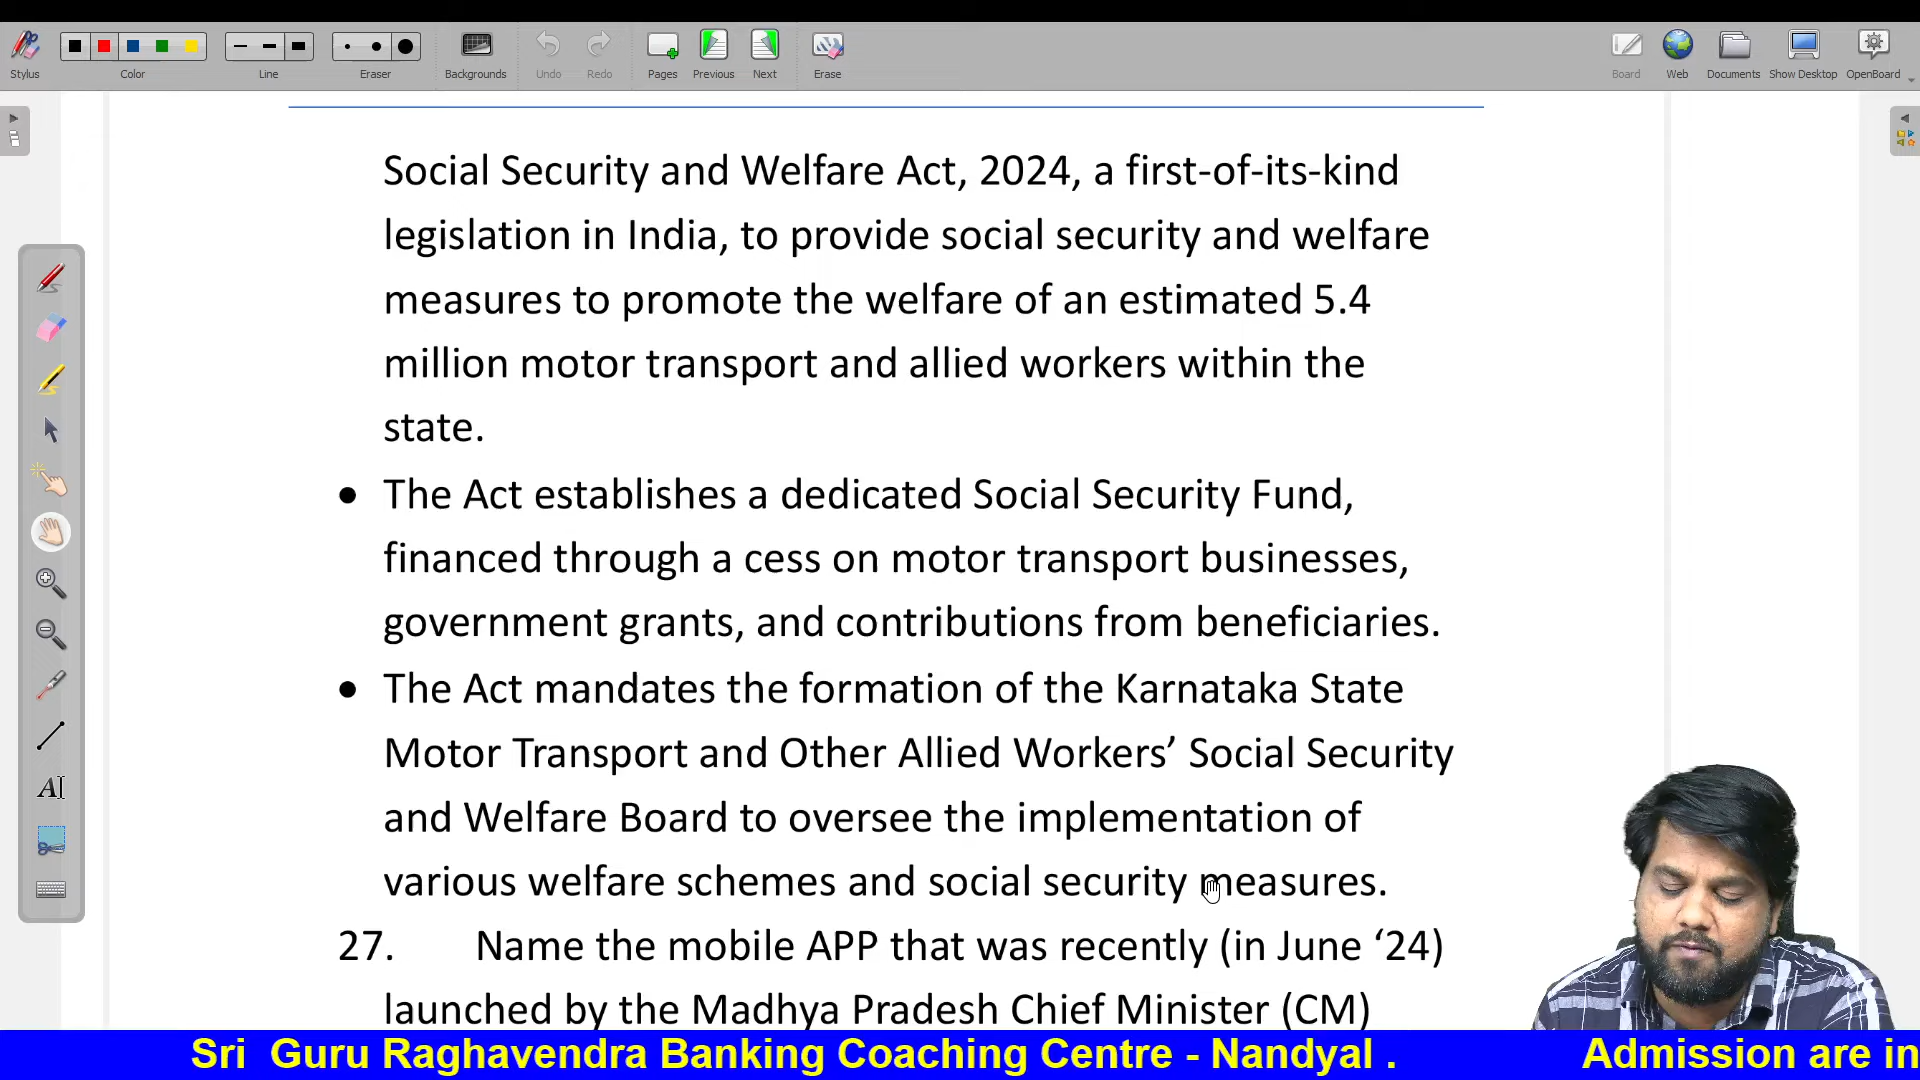 Stylus
Color
Line
Eraser
Backgrounds
Undo
Redo
Pages
Previous
Next
Erase
Board
Web
Documents
Show Desktop
OpenBoard
Social Security and Welfare Act, 2024, a first-of-its-kind
legislation in India, to provide social security and welfare
measures to promote the welfare of an estimated 5.4
million motor transport and allied workers within the
state.
• The Act establishes a dedicated Social Security Fund,
financed through a cess on motor transport businesses,
government grants, and contributions from beneficiaries.
• The Act mandates the formation of the Karnataka State
Motor Transport and Other Allied Workers’ Social Security
and Welfare Board to oversee the implementation of
various welfare schemes and social security measures.
27. Name the mobile APP that was recently (in June ‘24)
launched by the Madhya Pradesh Chief Minister (CM)
Sri Guru Raghavendra Banking Coaching Centre - Nandyal . Admission are in